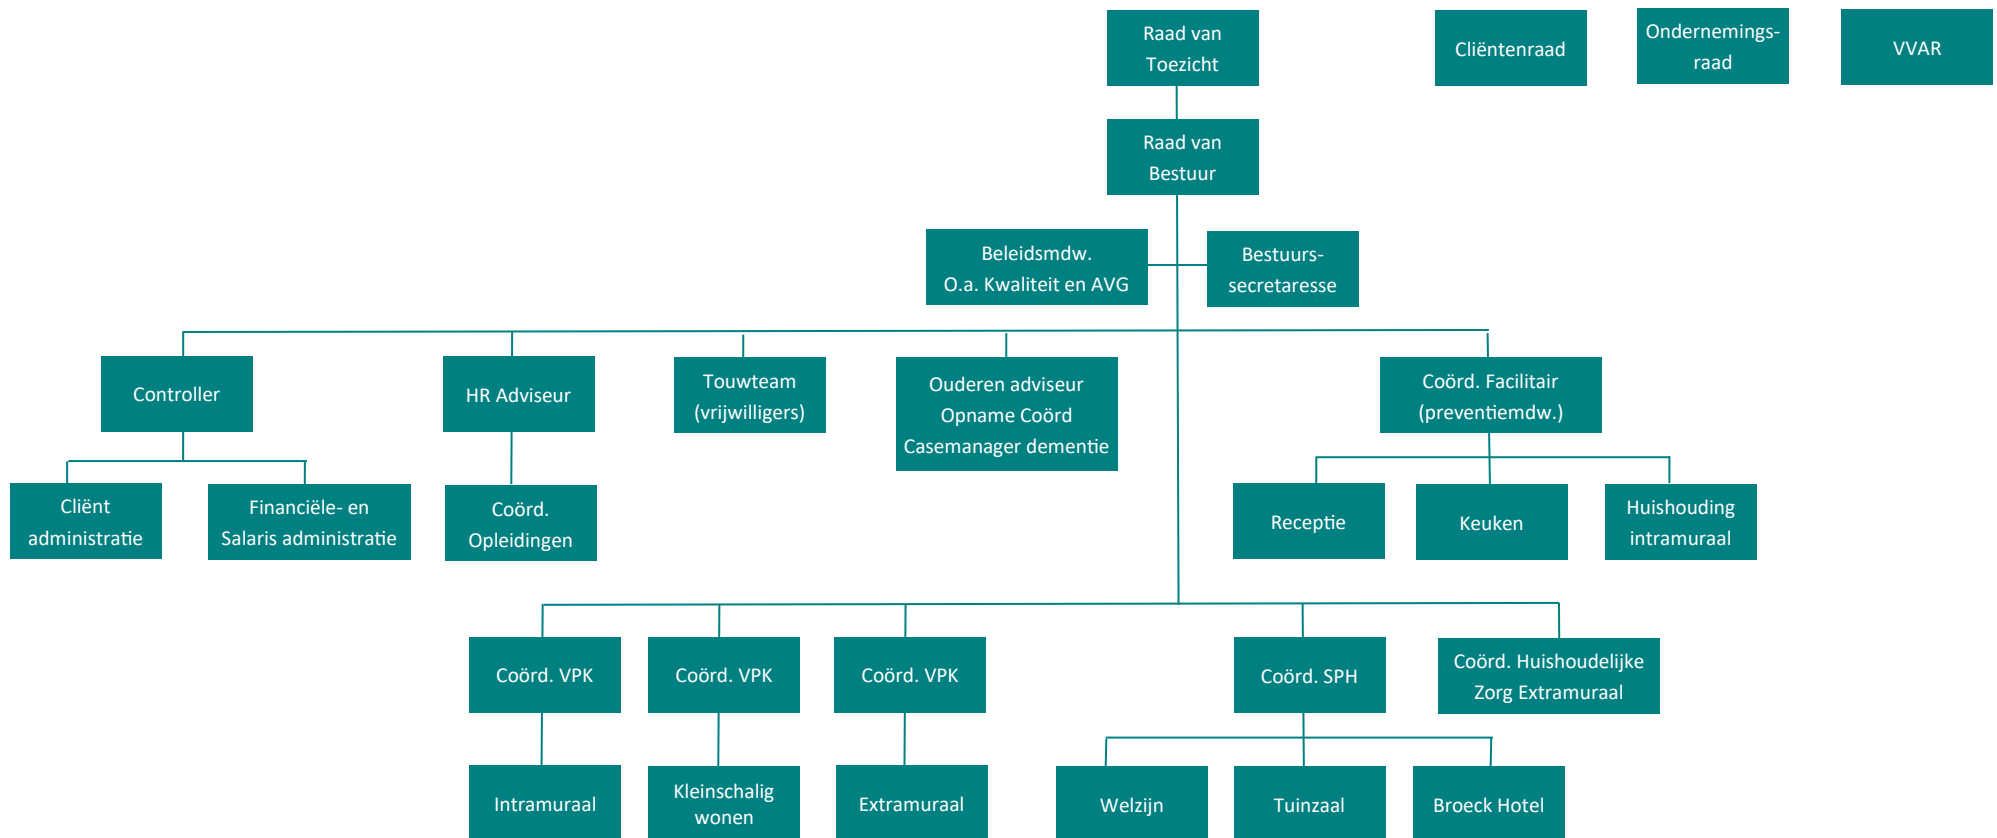 Raad van
Toezicht
Cliëntenraad
Ondernemings-
raad
VVAR
Raad van
Bestuur
Beleidsmdw.
O.a. Kwaliteit en AVG
Bestuurs-
secretaresse
Controller
HR Adviseur
Touwteam
(vrijwilligers)
Ouderen adviseur
Opname Coörd
Casemanager dementie
Coörd. Facilitair
(preventiemdw.)
Cliënt
administratie
Financiële- en
Salaris administratie
Coörd.
Opleidingen
Receptie
Keuken
Huishouding
intramuraal
Coörd. VPK
Coörd. VPK
Coörd. VPK
Coörd. SPH
Coörd. Huishoudelijke
Zorg Extramuraal
Intramuraal
Kleinschalig
wonen
Extramuraal
Welzijn
Tuinzaal
Broeck Hotel